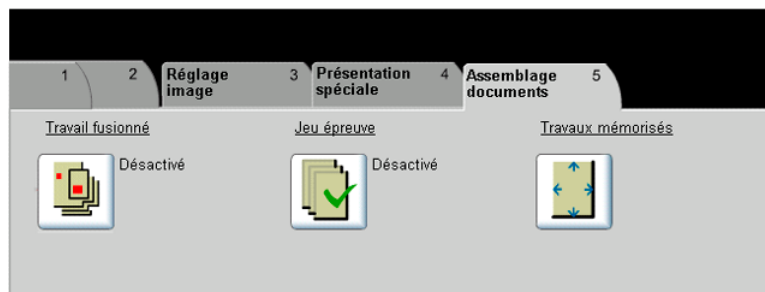 1
2
Réglage image 3
Présentation spéciale 4
Assemblage documents 5
Travail fusionné
Jeu épreuve
Travaux mémorisés
Désactivé
Désactivé